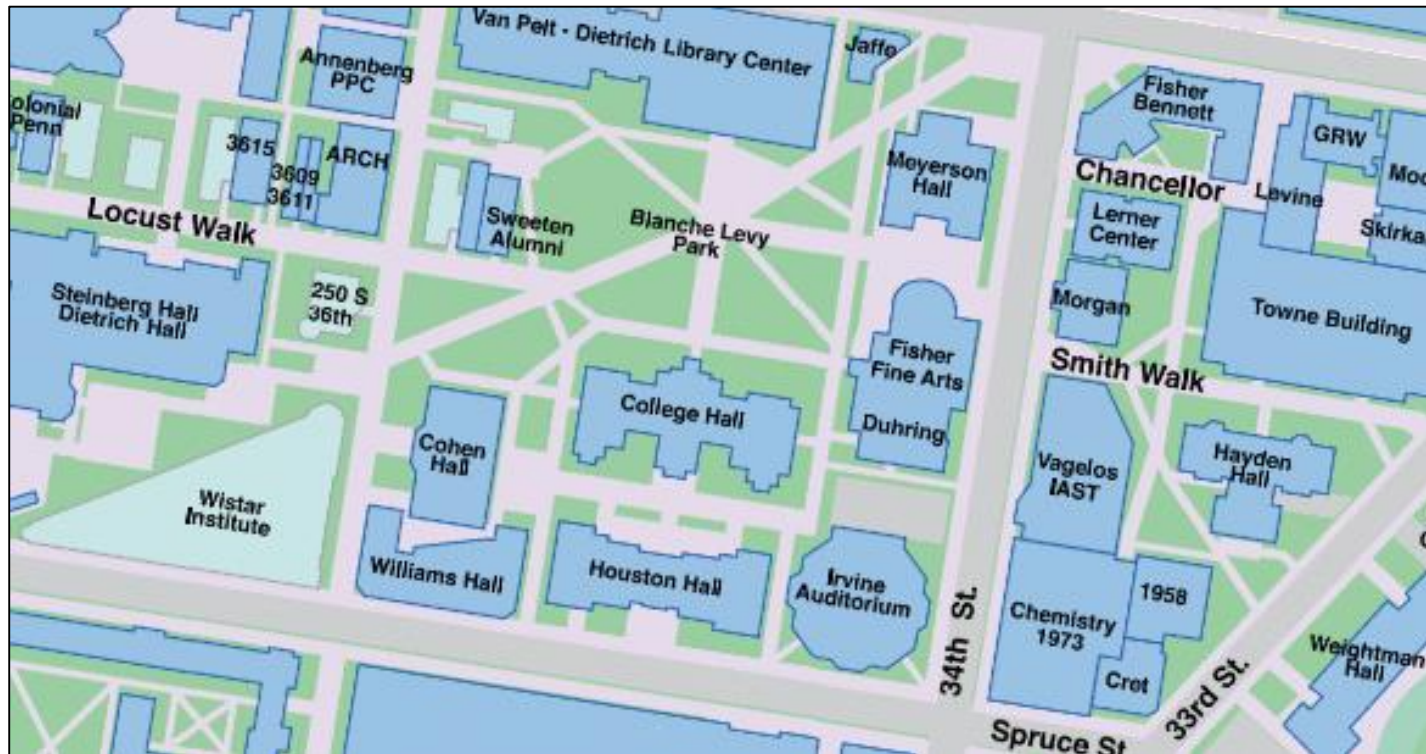 Van Pelt - Dietrich Library Center
Jaffe
Annenberg
PPC
Fisher
Bennett
GRW
olonial
Penn
3615
ARCH
3609
3611
Meyerson
Hall
Chancellor
Levine
Moo
Locust Walk
Sweeten
Alumni
Blanche Levy
Park
Lerner
Center
Skirka
Steinberg Hall
Dietrich Hall
250 S
36th
Morgan
Towne Building
Fisher
Fine Arts
Smith Walk
College Hall
Duhring
Cohen
Hall
Vagelos
IAST
Hayden
Hall
Wistar
Institute
Williams Hall
Houston Hall
Irvine
Auditorium
34th St.
Chemistry
1973
1958
Cret
Weightman
Hall
33rd St.
Spruce St.